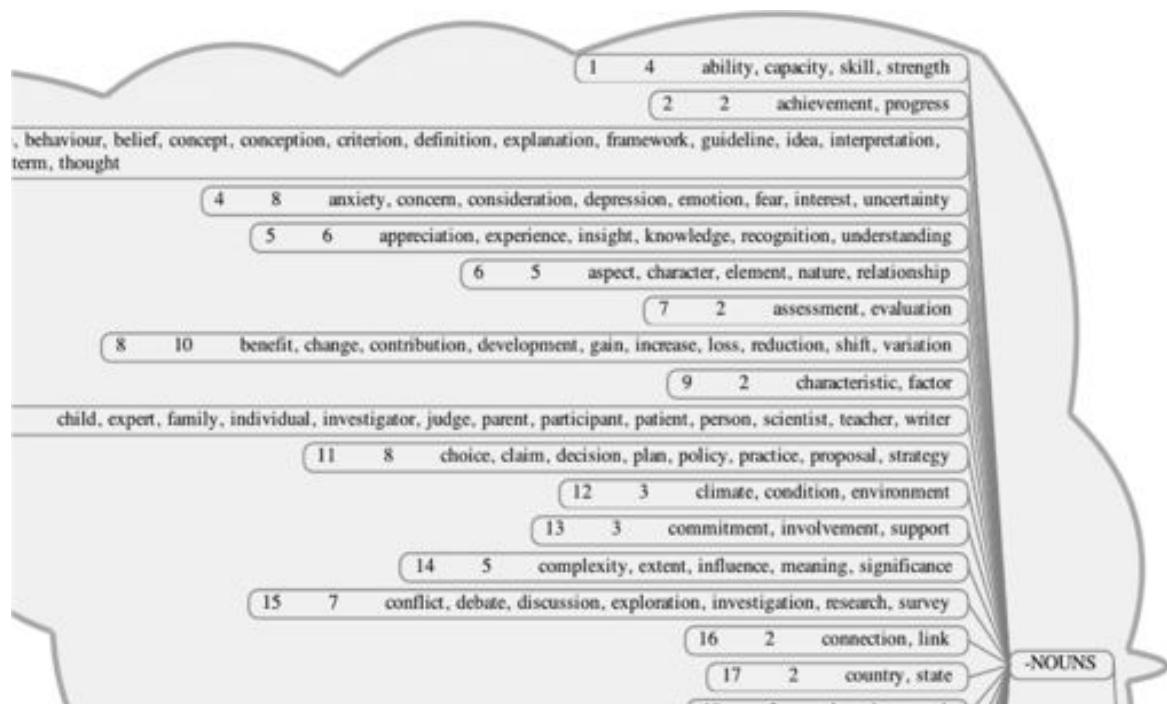 1 4 ability, capacity, skill, strength
2 2 achievement, progress
, behaviour, belief, concept, conception, criterion, definition, explanation, framework, guideline, idea, interpretation,
term, thought
4 8 anxiety, concern, consideration, depression, emotion, fear, interest, uncertainty
5 6 appreciation, experience, insight, knowledge, recognition, understanding
6 5 aspect, character, element, nature, relationship
7 2 assessment, evaluation
8 10 benefit, change, contribution, development, gain, increase, loss, reduction, shift, variation
9 2 characteristic, factor
child, expert, family, individual, investigator, judge, parent, participant, patient, person, scientist, teacher, writer
11 8 choice, claim, decision, plan, policy, practice, proposal, strategy
12 3 climate, condition, environment
13 3 commitment, involvement, support
14 5 complexity, extent, influence, meaning, significance
15 7 conflict, debate, discussion, exploration, investigation, research, survey
16 2 connection, link
-NOUNS
17 2 country, state